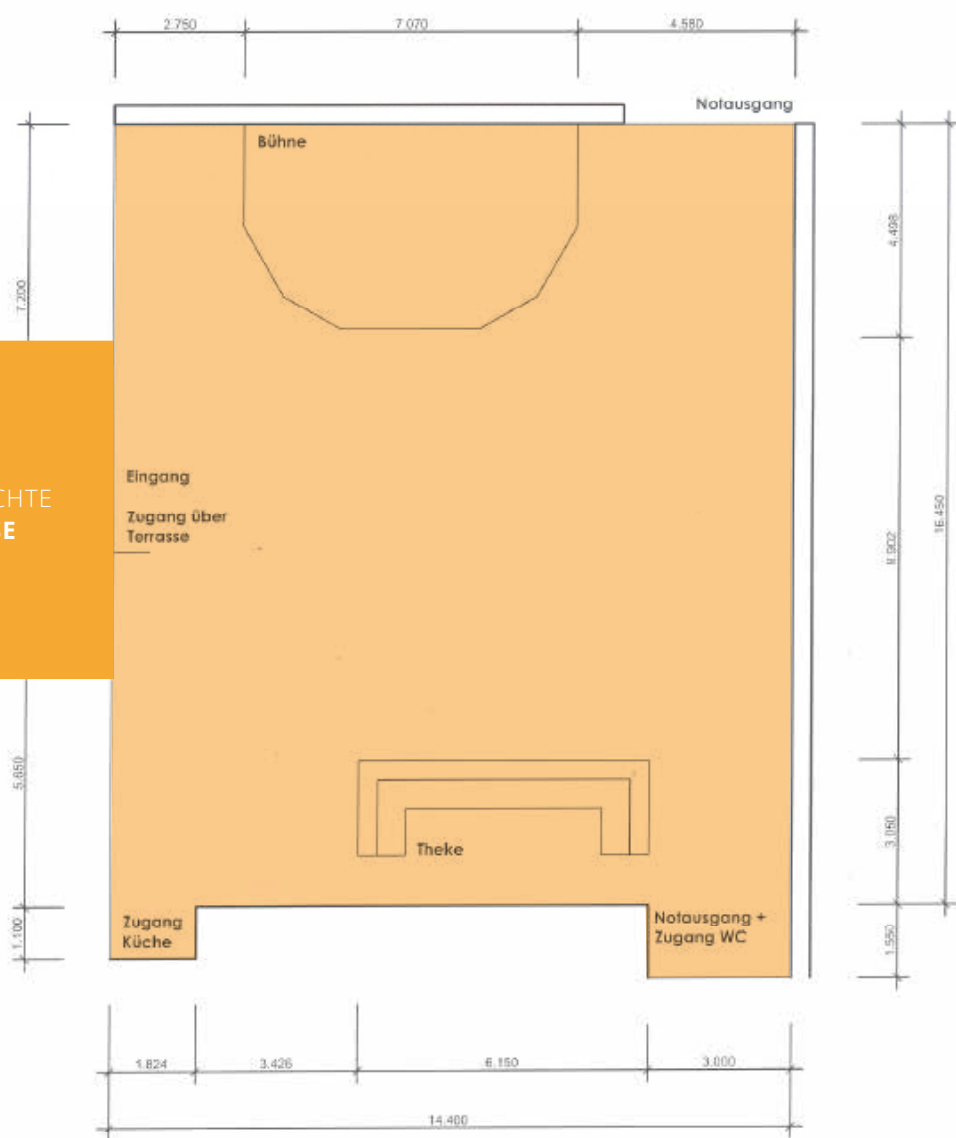 2.750
7.070
4.580
Notausgang
Bühne
4.498
7.200
Eingang
CHTE
Zugang über
Terrasse
SE
16.450
8.902
5.650
3.050
Theke
Zugang
Küche
Notausgang +
Zugang WC
1.100
1.550
1.824
3.426
6.150
3.000
14.400